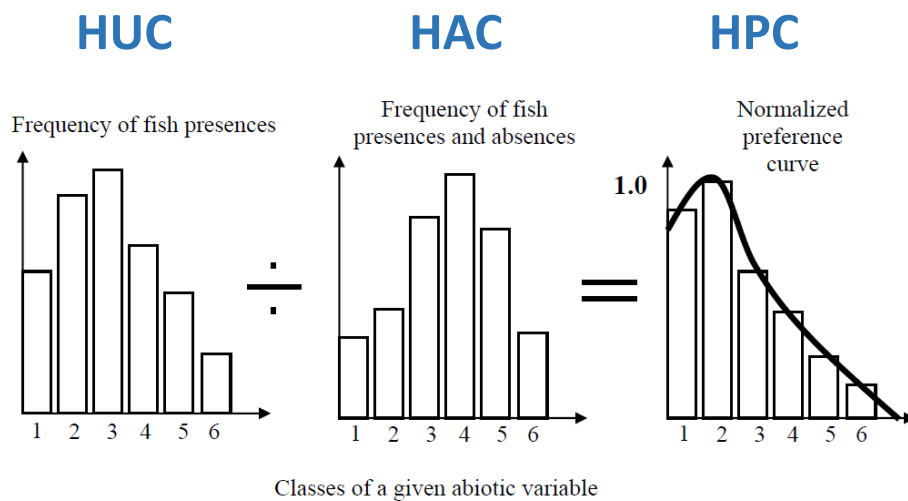 HUC
HAC
HPC
Frequency of fish presences
Frequency of fish
presences and absences
Normalized
preference
curve
1.0
1 2 3 4 5 6
1 2 3 4 5 6
1 2 3 4 5 6
Classes of a given abiotic variable